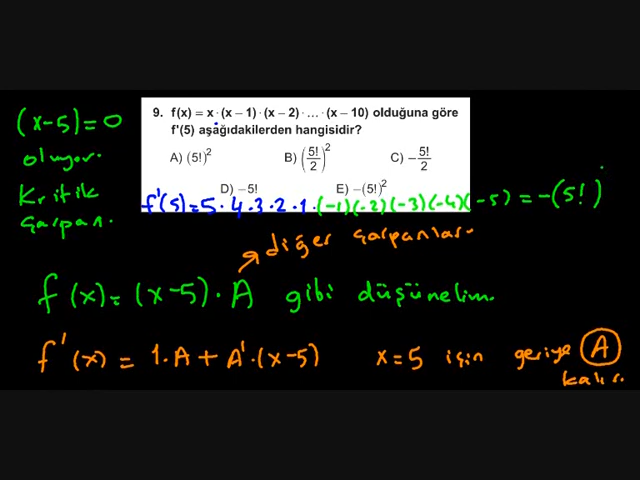 9. f(x) = x·(x – 1)·(x – 2)· ... ·(x – 10) olduğuna göre
f'(5) aşağıdakilerden hangisidir?
A) (5!)²
B) (5!/2)²
C) –5!/2
D) –5!
E) –(5!)²
(x-5)=0
oluyor.
Kritik
çarpan.
f'(5)=5·4·3·2·1·(-1)(-2)(-3)(-4)(-5)=-(5!)
diğer çarpanlar.
f(x)=(x-5)·A gibi düşünelim.
f'(x)=1·A+A'·(x-5) x=5 için geriye A
kalır.